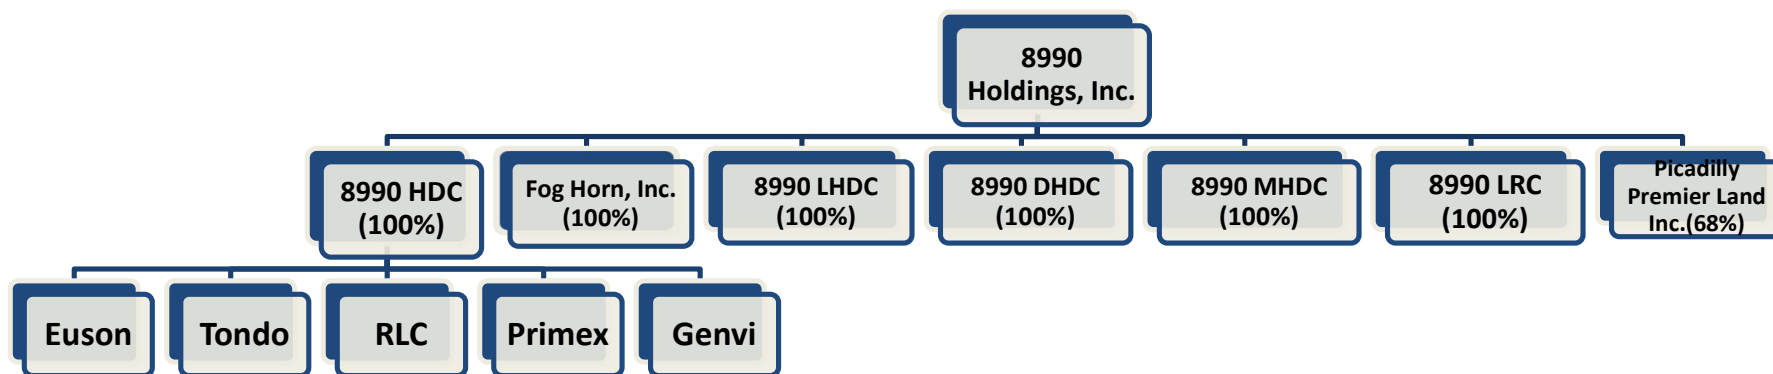 8990
Holdings, Inc.
8990 HDC
(100%)
Fog Horn, Inc.
(100%)
8990 LHDC
(100%)
8990 DHDC
(100%)
8990 MHDC
(100%)
8990 LRC
(100%)
Picadilly
Premier Land
Inc.(68%)
Euson
Tondo
RLC
Primex
Genvi